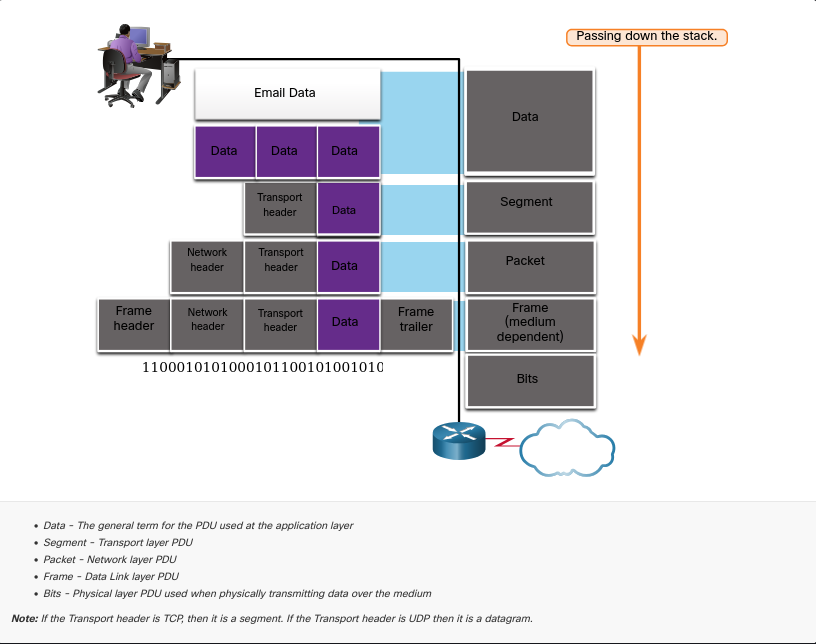 Passing down the stack.
Email Data
Data
Data
Data
Data
Transport
header
Data
Segment
Network
header
Transport
header
Data
Packet
Frame
header
Network
header
Transport
header
Data
Frame
trailer
Frame
(medium
dependent)
1100010101000101100101001010
Bits
• Data – The general term for the PDU used at the application layer
• Segment – Transport layer PDU
• Packet – Network layer PDU
• Frame – Data Link layer PDU
• Bits – Physical layer PDU used when physically transmitting data over the medium
Note: If the Transport header is TCP, then it is a segment. If the Transport header is UDP then it is a datagram.